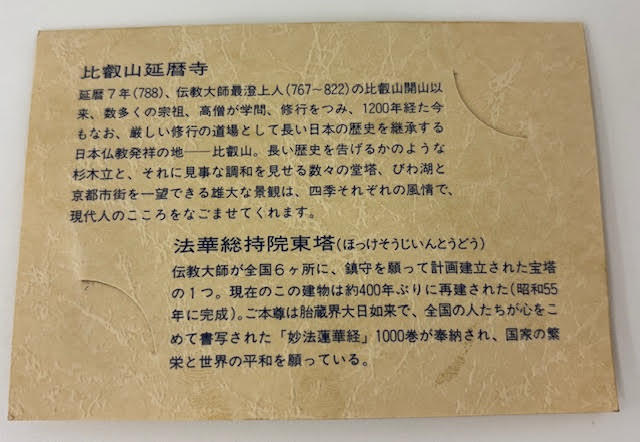 比叡山延暦寺
延暦７年(788)、伝教大師最澄上人(767〜822)の比叡山開山以
来、数多くの宗祖、高僧が学問、修行をつみ、1200年経た今
もなお、厳しい修行の道場として長い日本の歴史を継承する
日本仏教発祥の地――比叡山。長い歴史を告げるかのような
杉木立と、それに見事な調和を見せる数々の堂塔、びわ湖と
京都市街を一望できる雄大な景観は、四季それぞれの風情で、
現代人のこころをなごませてくれます。
法華総持院東塔(ほっけそうじいんとうどう)
伝教大師が全国６ヶ所に、鎮守を願って計画建立された宝塔
の１つ。現在のこの建物は約400年ぶりに再建された(昭和55
年に完成)。ご本尊は胎蔵界大日如来で、全国の人たちが心をこ
めて書写された「妙法蓮華経」1000巻が奉納され、国家の繁
栄と世界の平和を願っている。